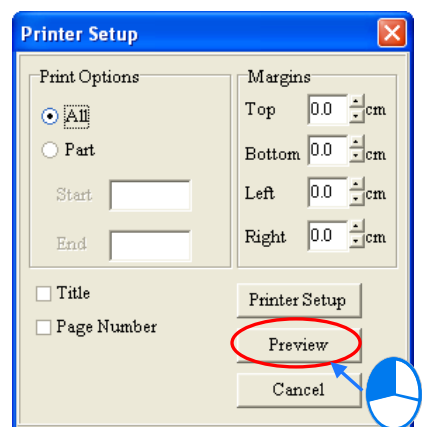 Printer Setup
Print Options
All
Part
Start
End
Margins
Top 0.0 cm
Bottom 0.0 cm
Left 0.0 cm
Right 0.0 cm
Title
Page Number
Printer Setup
Preview
Cancel